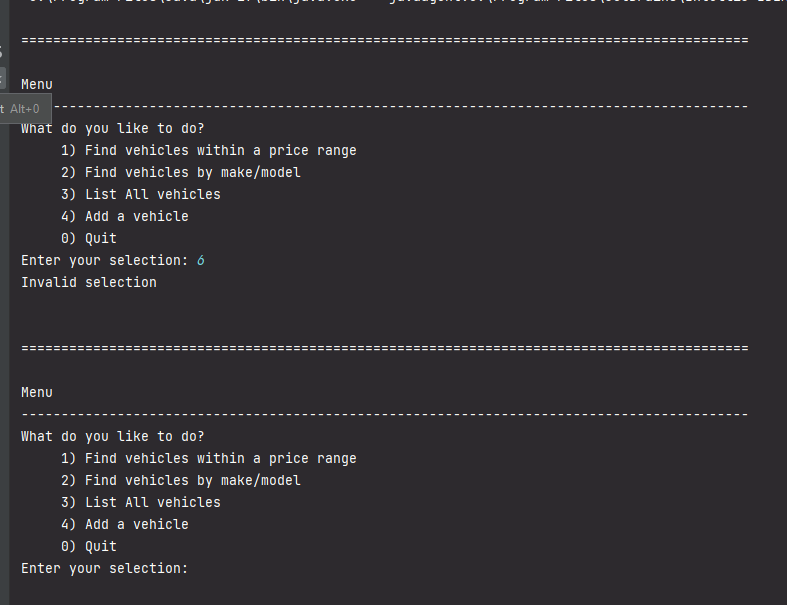 =============================================================================================
Menu
t Alt+0
---------------------------------------------------------------------------------------------
What do you like to do?
1) Find vehicles within a price range
2) Find vehicles by make/model
3) List All vehicles
4) Add a vehicle
0) Quit
Enter your selection: 6
Invalid selection
=============================================================================================
Menu
---------------------------------------------------------------------------------------------
What do you like to do?
1) Find vehicles within a price range
2) Find vehicles by make/model
3) List All vehicles
4) Add a vehicle
0) Quit
Enter your selection: